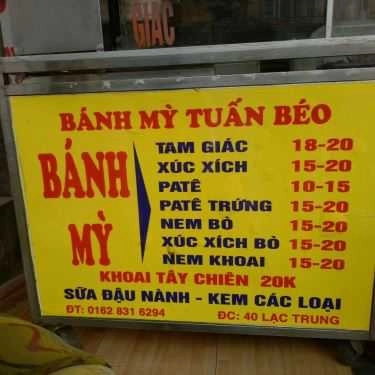 GIÁC
BÁNH MỲ TUẤN BÉO
BÁNH MỲ
TAM GIÁC 18-20
XÚC XÍCH 15-20
PATÊ 10-15
PATÊ TRỨNG 15-20
NEM BÒ 15-20
XÚC XÍCH BÒ 15-20
NEM KHOAI 15-20
KHOAI TÂY CHIÊN 20K
SỮA ĐẬU NÀNH - KEM CÁC LOẠI
ĐT: 0162 831 6294 ĐC: 40 LẠC TRUNG